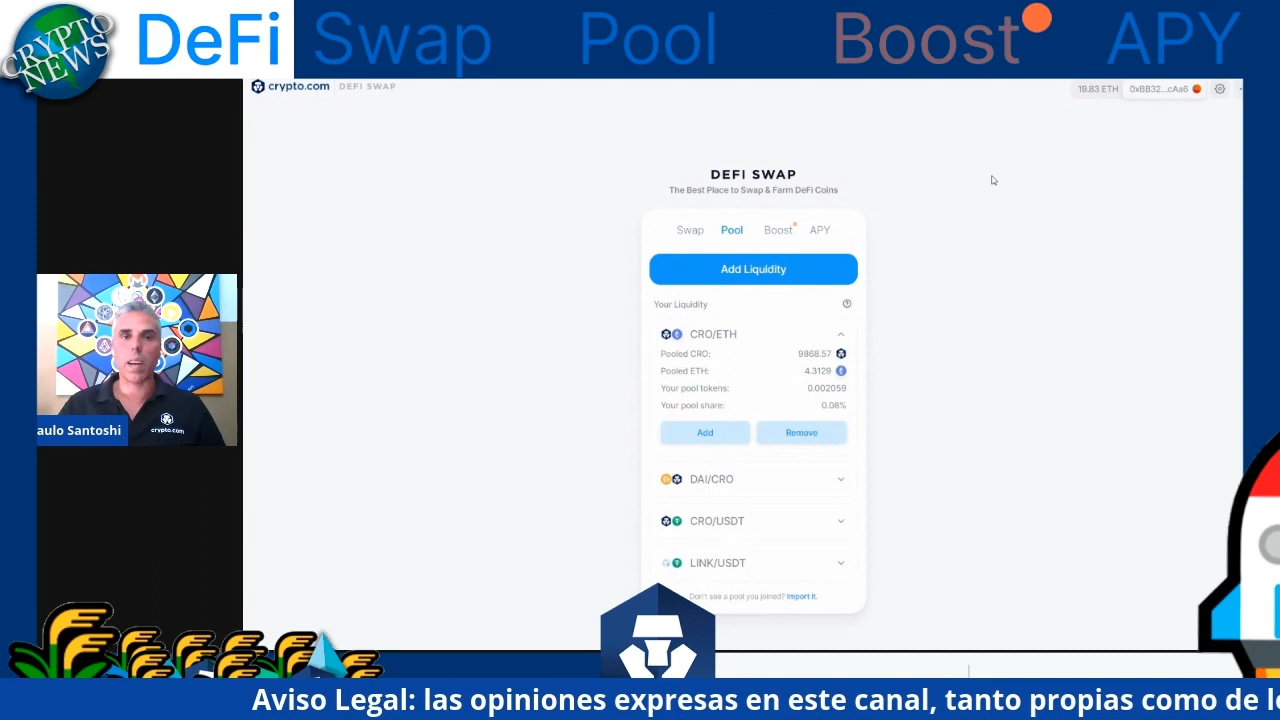 CRYPTO
NEWS
DeFi Swap Pool Boost APY
crypto.com DEFI SWAP
19.83 ETH 0xBB32...cAa6
DEFI SWAP
The Best Place to Swap & Farm DeFi Coins
Swap Pool Boost APY
Add Liquidity
Your Liquidity
CRO/ETH
Pooled CRO: 9868.57
Pooled ETH: 4.3129
Your pool tokens: 0.002059
Your pool share: 0.08%
Add Remove
DAI/CRO
CRO/USDT
LINK/USDT
Don't see a pool you joined? Import it.
crypto.com
aulo Santoshi
Aviso Legal: las opiniones expresas en este canal, tanto propias como de lo